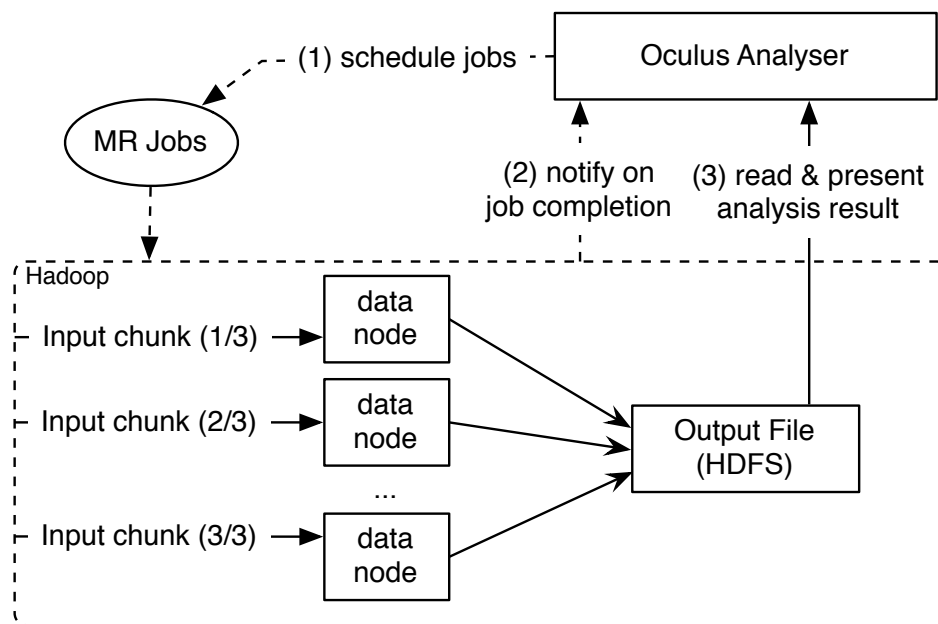 (1) schedule jobs
Oculus Analyser
MR Jobs
(2) notify on
job completion
(3) read & present
analysis result
Hadoop
Input chunk (1/3)
data
node
Input chunk (2/3)
data
node
Output File
(HDFS)
...
Input chunk (3/3)
data
node